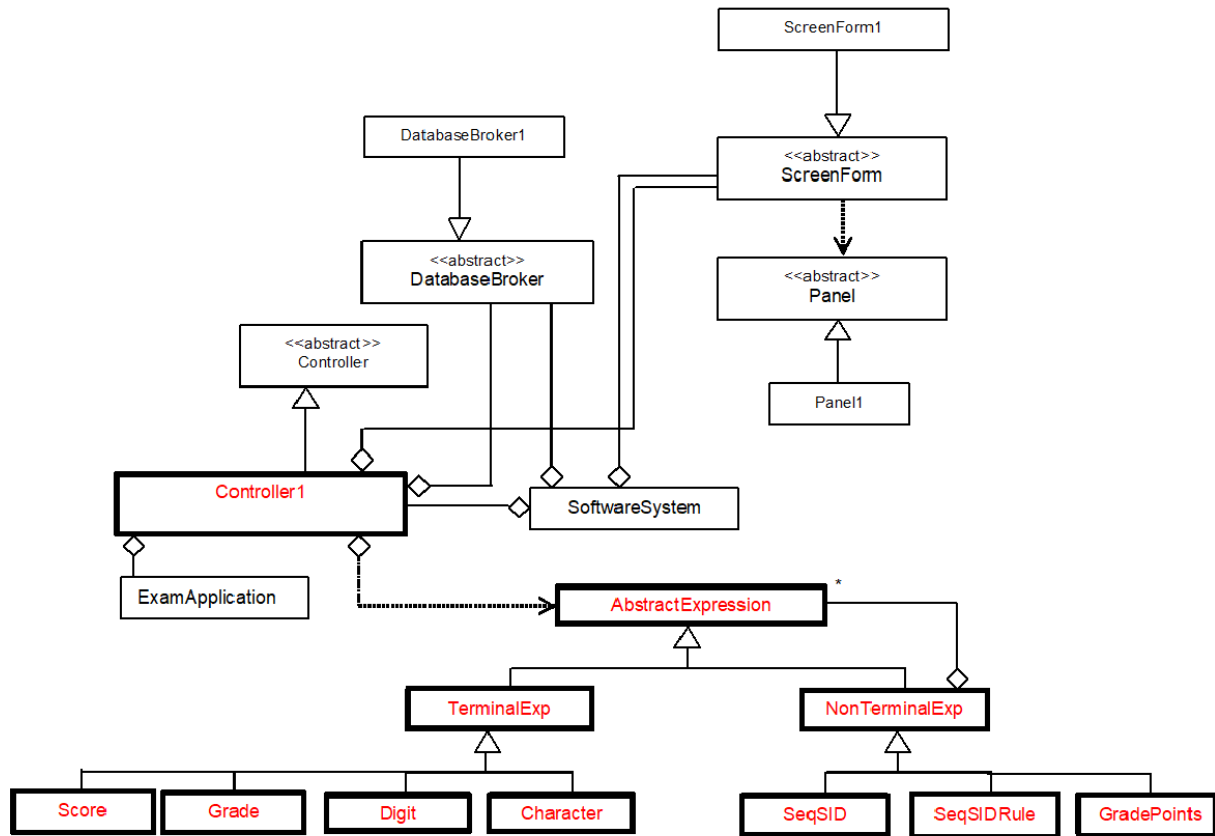 ScreenForm1
DatabaseBroker1
<<abstract>>
ScreenForm
<<abstract>>
DatabaseBroker
<<abstract>>
Panel
<<abstract>>
Controller
Panel1
Controller1
SoftwareSystem
ExamApplication
*
AbstractExpression
TerminalExp
NonTerminalExp
Score
Grade
Digit
Character
SeqSID
SeqSIDRule
GradePoints